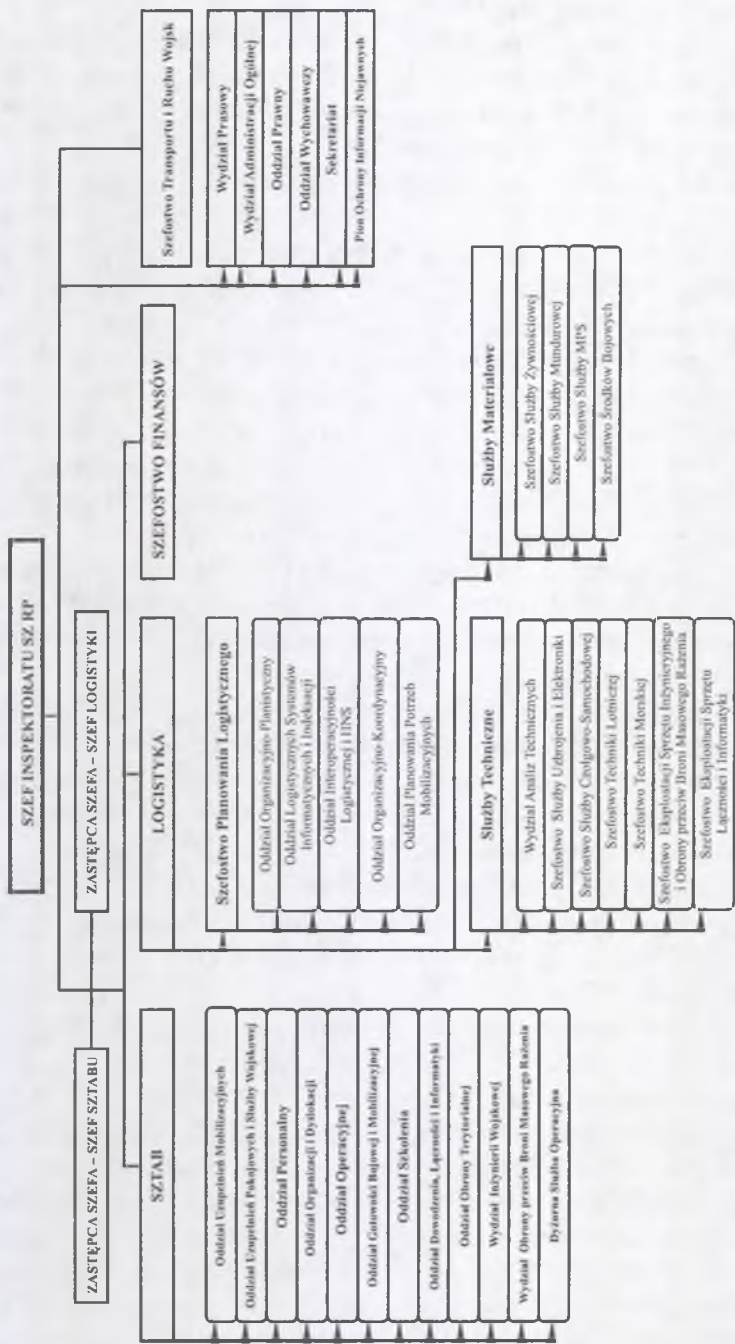 SZEF INSPEKTORATU SZ RP
ZASTĘPCA SZEFA – SZEF SZTABU
ZASTĘPCA SZEFA – SZEF LOGISTYKI
SZTAB
Oddział Uzupełnień Mobilizacyjnych
Oddział Uzupełnień Pokojowych i Służby Wojskowej
Oddział Personalny
Oddział Organizacji i Dyslokacji
Oddział Operacyjnej
Oddział Gotowości Bojowej i Mobilizacyjnej
Oddział Szkolenia
Oddział Dowodzenia, Łączności i Informatyki
Oddział Obrony Terytorialnej
Wydział Inżynierii Wojskowej
Wydział Obrony przeciw Broni Masowego Rażenia
Dyżurna Służba Operacyjna
LOGISTYKA
Szefostwo Planowania Logistycznego
Oddział Organizacyjno-Planistyczny
Oddział Logistycznych Systemów
Informatycznych i Indeksacji
Oddział Interoperacyjności
Logistycznej i HNS
Oddział Organizacyjno-Koordynacyjny
Oddział Planowania Potrzeb
Mobilizacyjnych
Służby Techniczne
Wydział Analiz Technicznych
Szefostwo Służby Uzbrojenia i Elektroniki
Szefostwo Służby Czołgowo-Samochodowej
Szefostwo Techniki Lotniczej
Szefostwo Techniki Morskiej
Szefostwo Eksploatacji Sprzętu Inżynieryjnego
i Obrony przeciw Broni Masowego Rażenia
Szefostwo Eksploatacji Sprzętu
Łączności i Informatyki
Służby Materiałowe
Szefostwo Służby Żywnościowej
Szefostwo Służby Mundurowej
Szefostwo Służby MPS
Szefostwo Środków Bojowych
SZEFOSTWO FINANSÓW
Szefostwo Transportu i Ruchu Wojsk
Wydział Prasowy
Wydział Administracji Ogólnej
Oddział Prawny
Oddział Wychowawczy
Sekretariat
Pion Ochrony Informacji Niejawnych